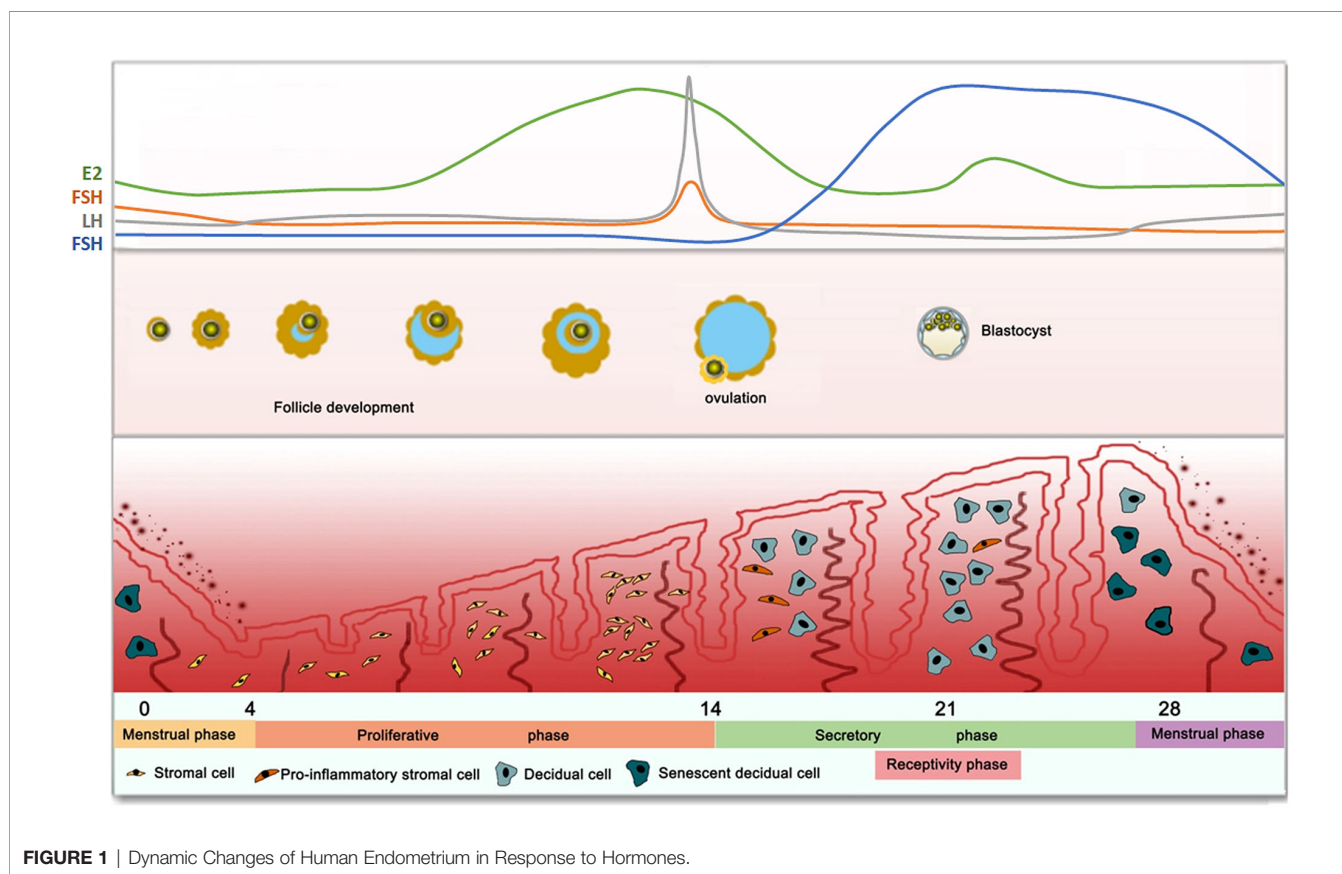 E2
FSH
LH
FSH
Blastocyst
Follicle development
ovulation
0 4 14 21 28
Menstrual phase Proliferative phase Secretory phase Menstrual phase
Stromal cell Pro-inflammatory stromal cell Decidual cell Senescent decidual cell Receptivity phase
FIGURE 1 | Dynamic Changes of Human Endometrium in Response to Hormones.